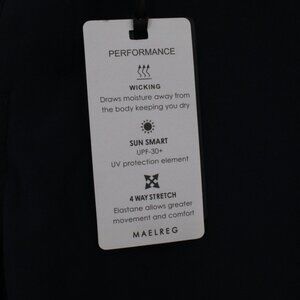 PERFORMANCE
WICKING
Draws moisture away from
the body keeping you dry
SUN SMART
UPF-30+
UV protection element
4 WAY STRETCH
Elastane allows greater
movement and comfort
MAELREG